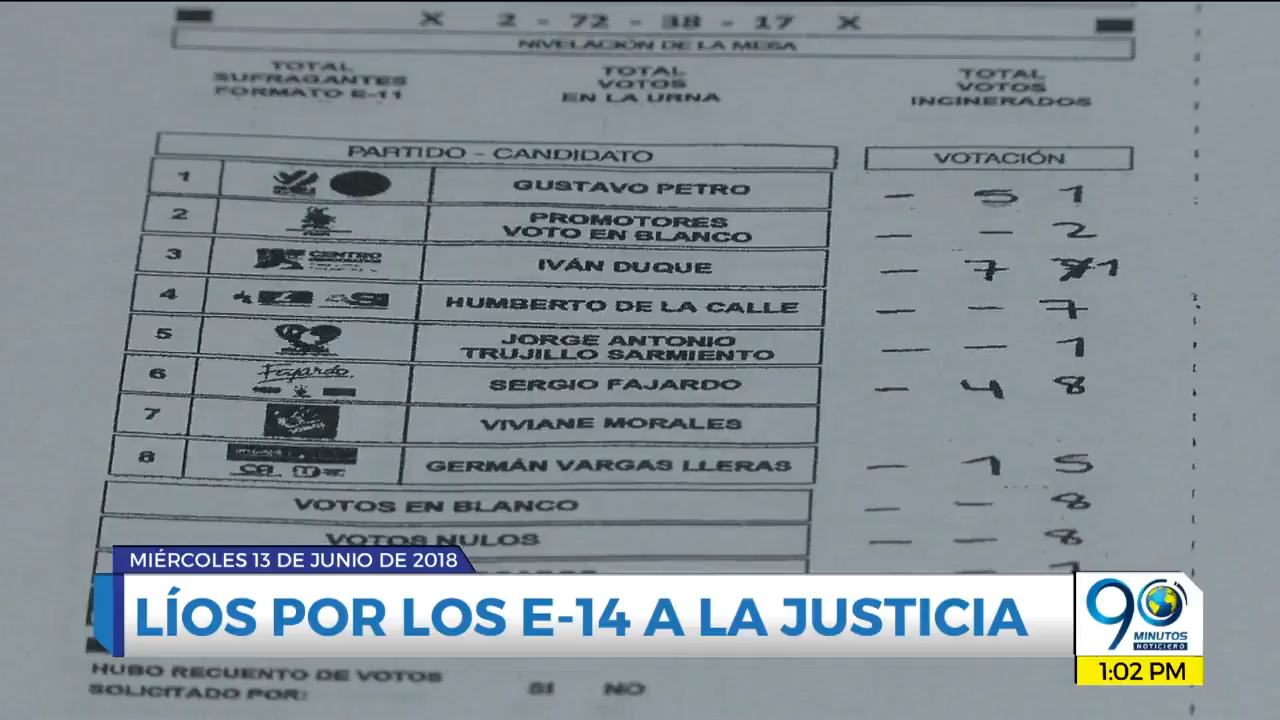 X 2 - 72 - 38 - 17 X
NIVELACIÓN DE LA MESA
TOTAL
SUFRAGANTES
FORMATO E-11
TOTAL
VOTOS
EN LA URNA
TOTAL
VOTOS
INCINERADOS
PARTIDO - CANDIDATO VOTACIÓN
1 GUSTAVO PETRO - 5 1
2 PROMOTORES
VOTO EN BLANCO - - 2
3 CENTRO IVÁN DUQUE - 7 1
4 HUMBERTO DE LA CALLE - - 7
5 JORGE ANTONIO
TRUJILLO SARMIENTO - - 1
6 Fajardo SERGIO FAJARDO - 4 8
7 VIVIANE MORALES
8 GERMÁN VARGAS LLERAS - 1 5
VOTOS EN BLANCO - - 8
VOTOS NULOS - - 8
MIÉRCOLES 13 DE JUNIO DE 2018
LÍOS POR LOS E-14 A LA JUSTICIA
90
MINUTOS
NOTICIERO
1:02 PM
HUBO RECUENTO DE VOTOS
SOLICITADO POR: SI NO